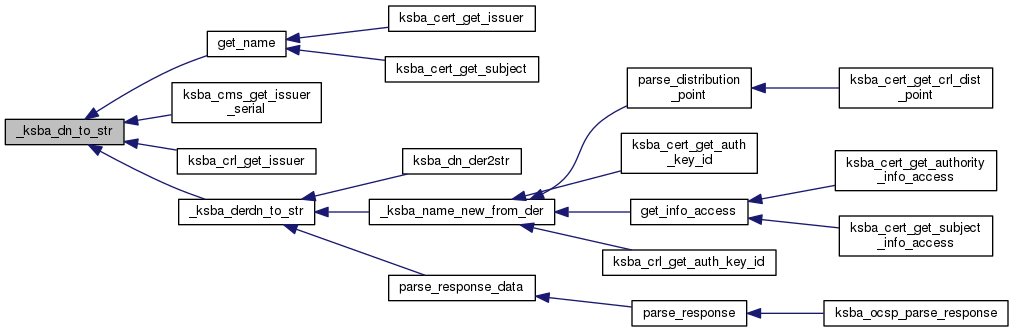 _ksba_dn_to_str
get_name
ksba_cert_get_issuer
ksba_cert_get_subject
ksba_cms_get_issuer
_serial
ksba_crl_get_issuer
_ksba_derdn_to_str
ksba_dn_der2str
_ksba_name_new_from_der
parse_distribution
_point
ksba_cert_get_crl_dist
_point
ksba_cert_get_auth
_key_id
get_info_access
ksba_cert_get_authority
_info_access
ksba_cert_get_subject
_info_access
ksba_crl_get_auth_key_id
parse_response_data
parse_response
ksba_ocsp_parse_response